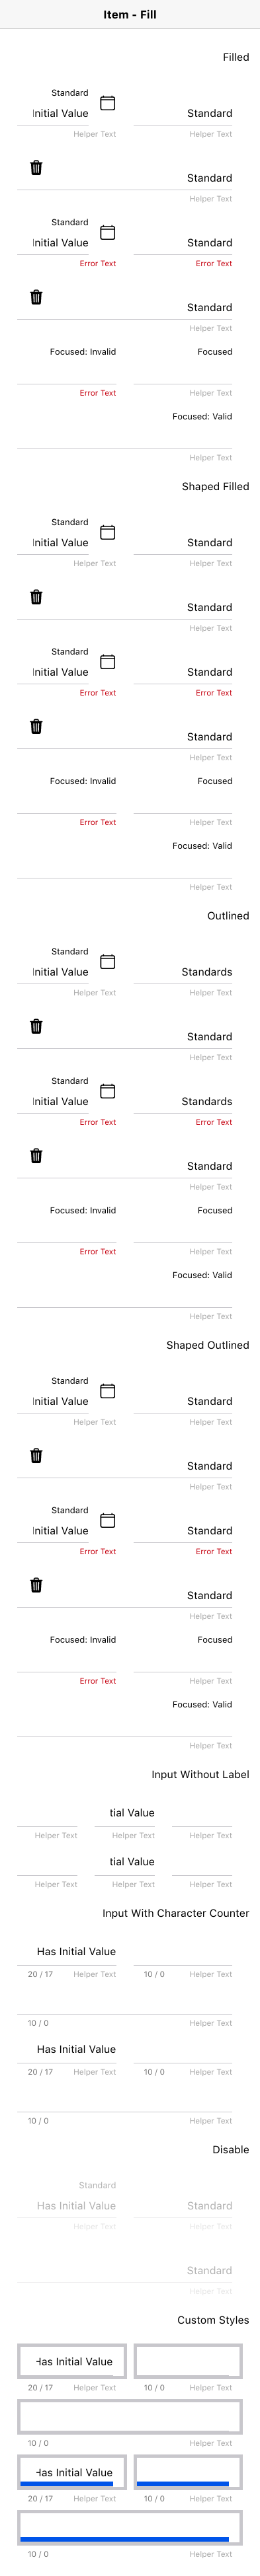 Item - Fill
Filled
Standard
Initial Value
Standard
Helper Text
Helper Text
Standard
Helper Text
Standard
Initial Value
Standard
Error Text
Error Text
Standard
Helper Text
Focused: Invalid
Focused
Error Text
Helper Text
Focused: Valid
Helper Text
Shaped Filled
Standard
Initial Value
Standard
Helper Text
Helper Text
Standard
Helper Text
Standard
Initial Value
Standard
Error Text
Error Text
Standard
Helper Text
Focused: Invalid
Focused
Error Text
Helper Text
Focused: Valid
Helper Text
Outlined
Standard
Initial Value
Standards
Helper Text
Helper Text
Standard
Helper Text
Standard
Initial Value
Standards
Error Text
Error Text
Standard
Helper Text
Focused: Invalid
Focused
Error Text
Helper Text
Focused: Valid
Helper Text
Shaped Outlined
Standard
Initial Value
Standard
Helper Text
Helper Text
Standard
Helper Text
Standard
Initial Value
Standard
Error Text
Error Text
Standard
Helper Text
Focused: Invalid
Focused
Error Text
Helper Text
Focused: Valid
Helper Text
Input Without Label
tial Value
Helper Text
Helper Text
Helper Text
tial Value
Helper Text
Helper Text
Helper Text
Input With Character Counter
Has Initial Value
20 / 17
Helper Text
10 / 0
Helper Text
10 / 0
Helper Text
Has Initial Value
20 / 17
Helper Text
10 / 0
Helper Text
10 / 0
Helper Text
Disable
Standard
Has Initial Value
Standard
Helper Text
Helper Text
Standard
Helper Text
Custom Styles
Has Initial Value
20 / 17
Helper Text
10 / 0
Helper Text
10 / 0
Helper Text
Has Initial Value
20 / 17
Helper Text
10 / 0
Helper Text
10 / 0
Helper Text